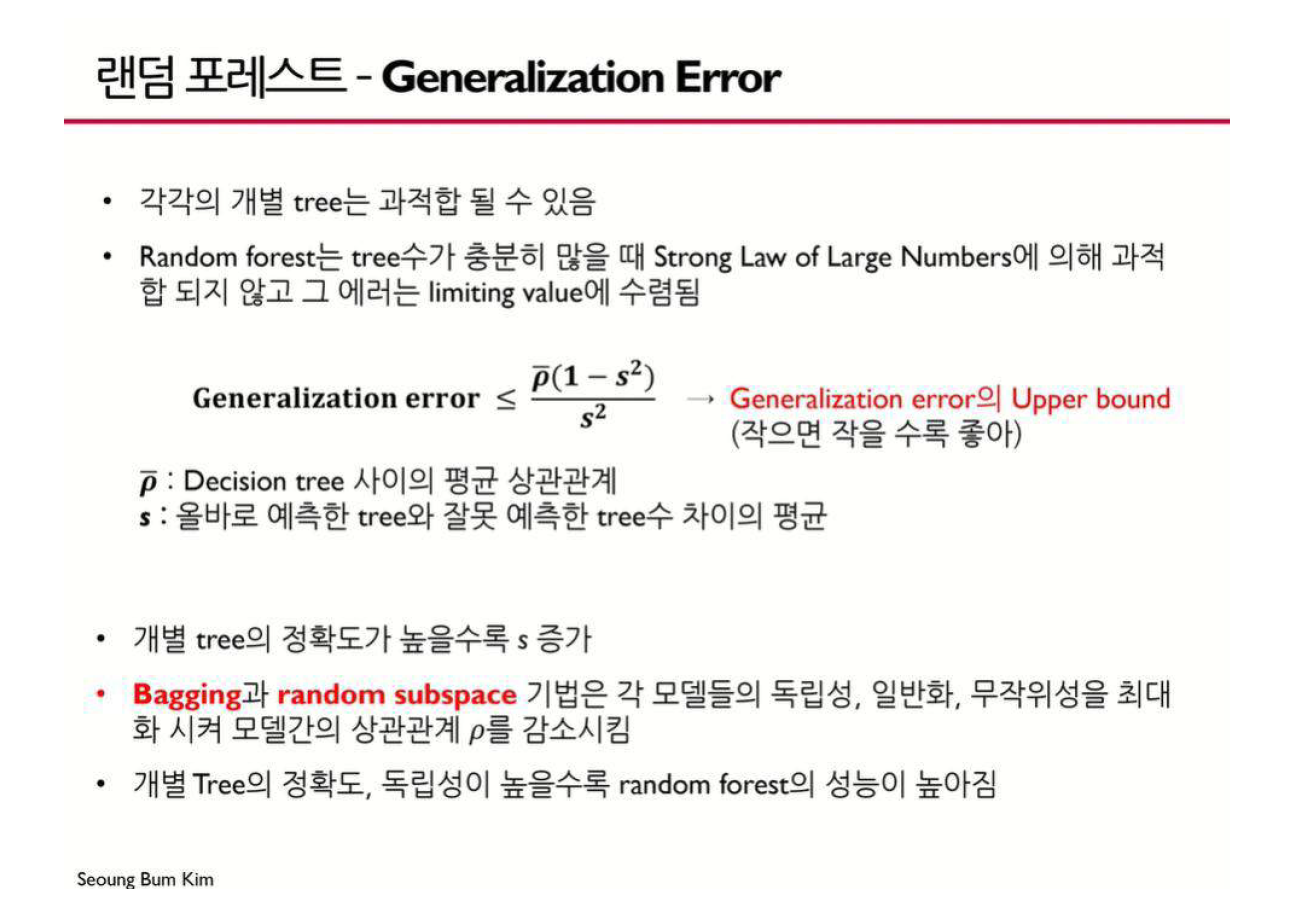 랜덤 포레스트 - Generalization Error
• 각각의 개별 tree는 과적합 될 수 있음
• Random forest는 tree수가 충분히 많을 때 Strong Law of Large Numbers에 의해 과적
합 되지 않고 그 에러는 limiting value에 수렴됨
Generalization error ≤ ρ̅(1 − s²) / s² → Generalization error의 Upper bound
(작으면 작을 수록 좋아)
ρ̅ : Decision tree 사이의 평균 상관관계
s : 올바로 예측한 tree와 잘못 예측한 tree수 차이의 평균
• 개별 tree의 정확도가 높을수록 s 증가
• Bagging과 random subspace 기법은 각 모델들의 독립성, 일반화, 무작위성을 최대
화 시켜 모델간의 상관관계 ρ를 감소시킴
• 개별 Tree의 정확도, 독립성이 높을수록 random forest의 성능이 높아짐
Seoung Bum Kim